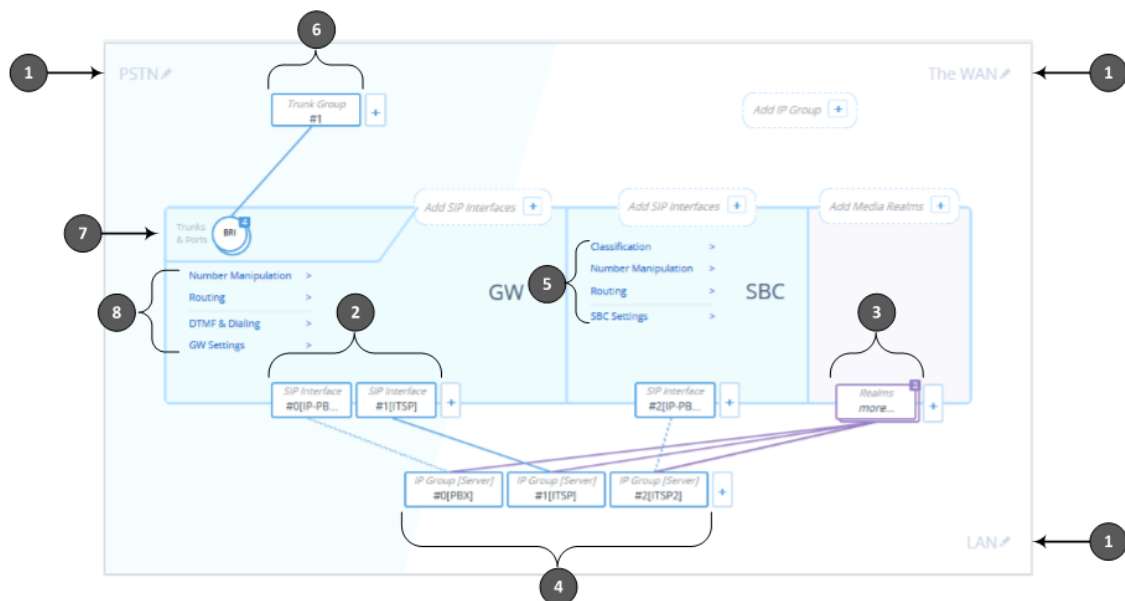 6
1
PSTN
The WAN
1
Trunk Group
#1
+
Add IP Group +
Add SIP Interfaces +
Add SIP Interfaces +
Add Media Realms +
7
Trunks
& Ports
BRI
4
Number Manipulation >
Routing >
DTMF & Dialing >
GW Settings >
8
GW
5
Classification >
Number Manipulation >
Routing >
SBC Settings >
SBC
2
3
SIP Interface
#0[IP-PB...
SIP Interface
#1[ITSP]
+
SIP Interface
#2[IP-PB...
+
2
Realms
more...
+
IP Group [Server]
#0[PBX]
IP Group [Server]
#1[ITSP]
IP Group [Server]
#2[ITSP2]
+
LAN
1
4